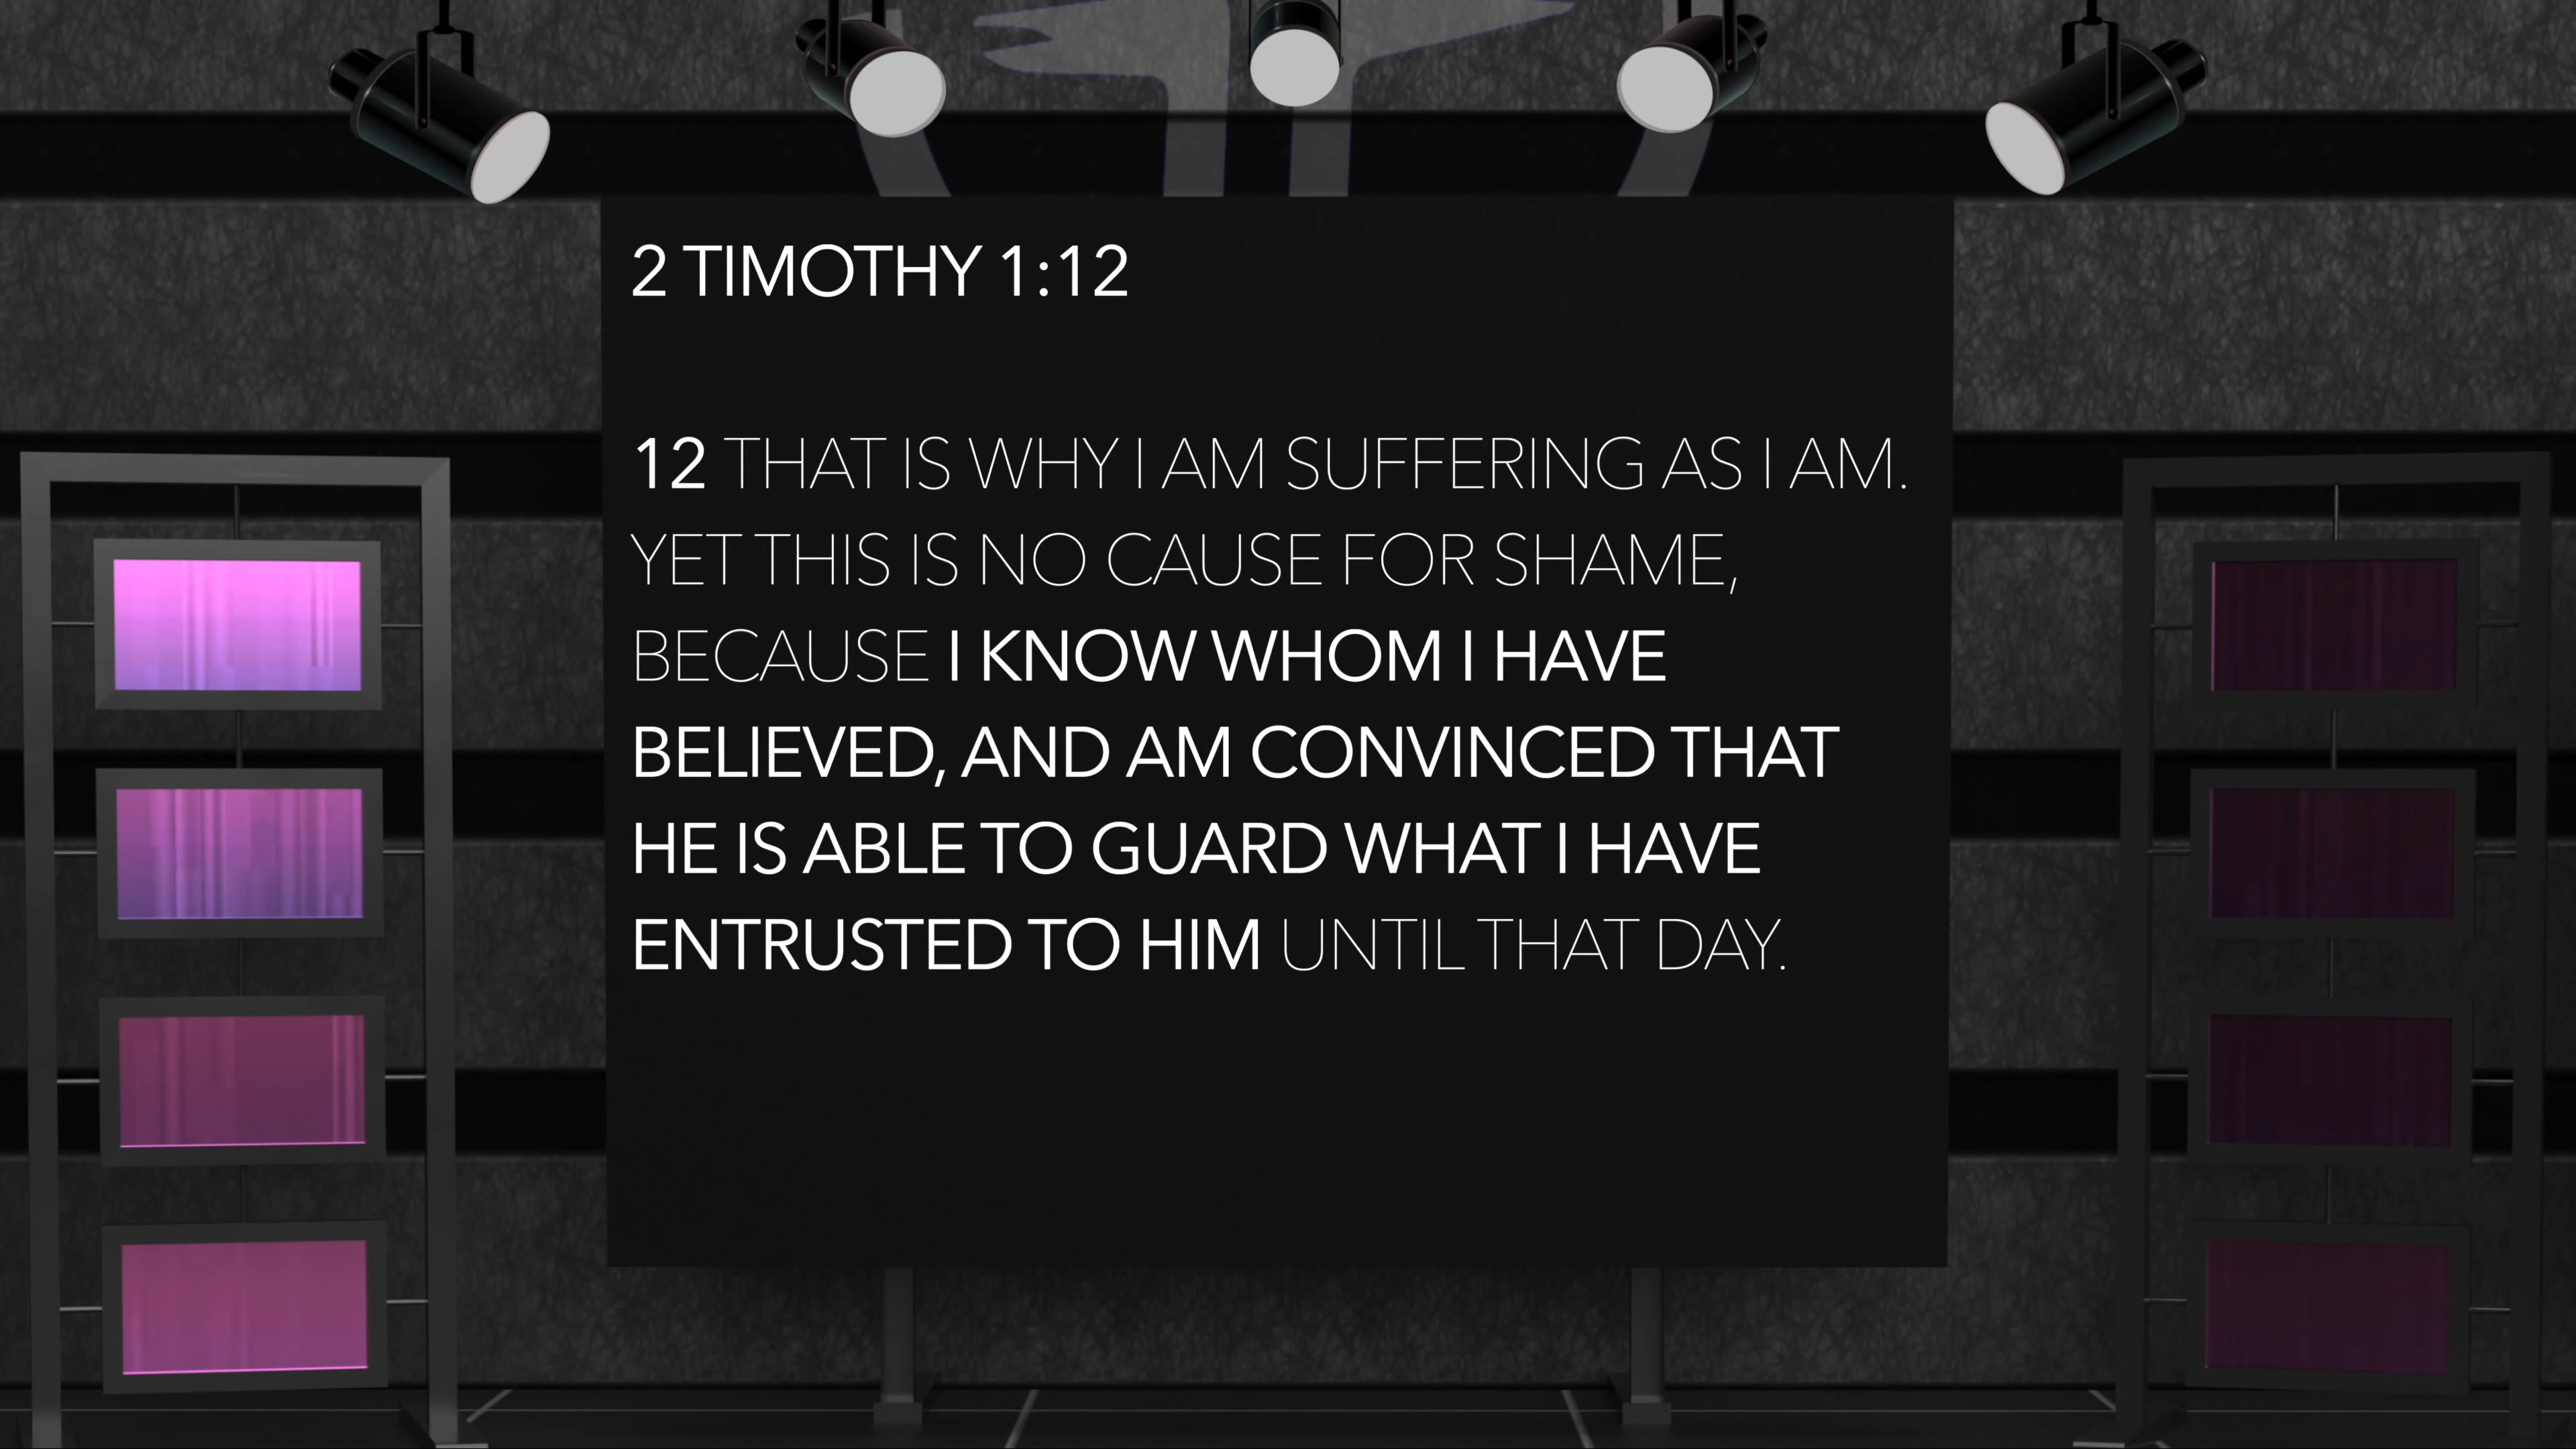 2 TIMOTHY 1:12
12 THAT IS WHY I AM SUFFERING AS I AM.
YET THIS IS NO CAUSE FOR SHAME,
BECAUSE I KNOW WHOM I HAVE
BELIEVED, AND AM CONVINCED THAT
HE IS ABLE TO GUARD WHAT I HAVE
ENTRUSTED TO HIM UNTIL THAT DAY.